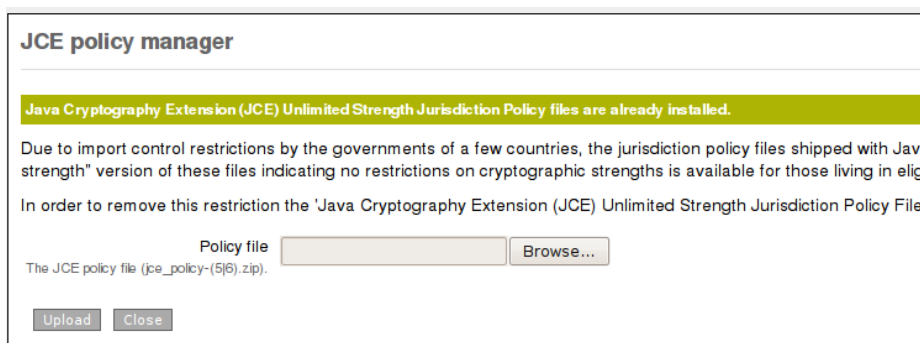 JCE policy manager
Java Cryptography Extension (JCE) Unlimited Strength Jurisdiction Policy files are already installed.
Due to import control restrictions by the governments of a few countries, the jurisdiction policy files shipped with Jav
strength" version of these files indicating no restrictions on cryptographic strengths is available for those living in elig
In order to remove this restriction the 'Java Cryptography Extension (JCE) Unlimited Strength Jurisdiction Policy File
Policy file
Browse...
The JCE policy file (jce_policy-(5|6).zip).
Upload Close